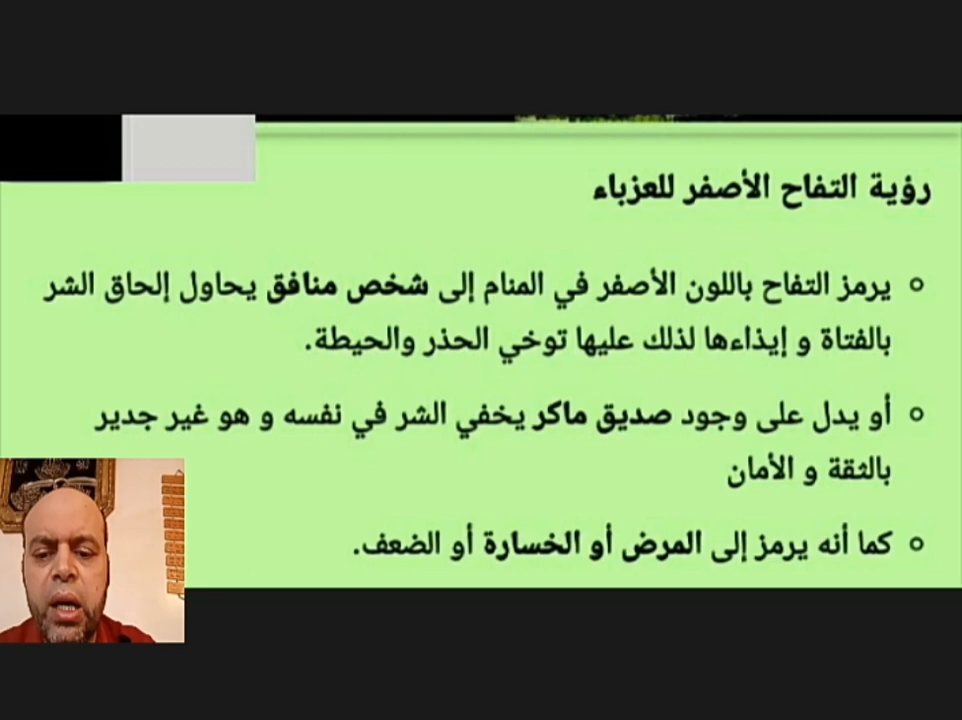 رؤية التفاح الأصفر للعزباء
يرمز التفاح باللون الأصفر في المنام إلى شخص منافق يحاول إلحاق الشر
بالفتاة و إيذاءها لذلك عليها توخي الحذر والحيطة.
أو يدل على وجود صديق ماكر يخفي الشر في نفسه و هو غير جدير
بالثقة و الأمان
كما أنه يرمز إلى المرض أو الخسارة أو الضعف.